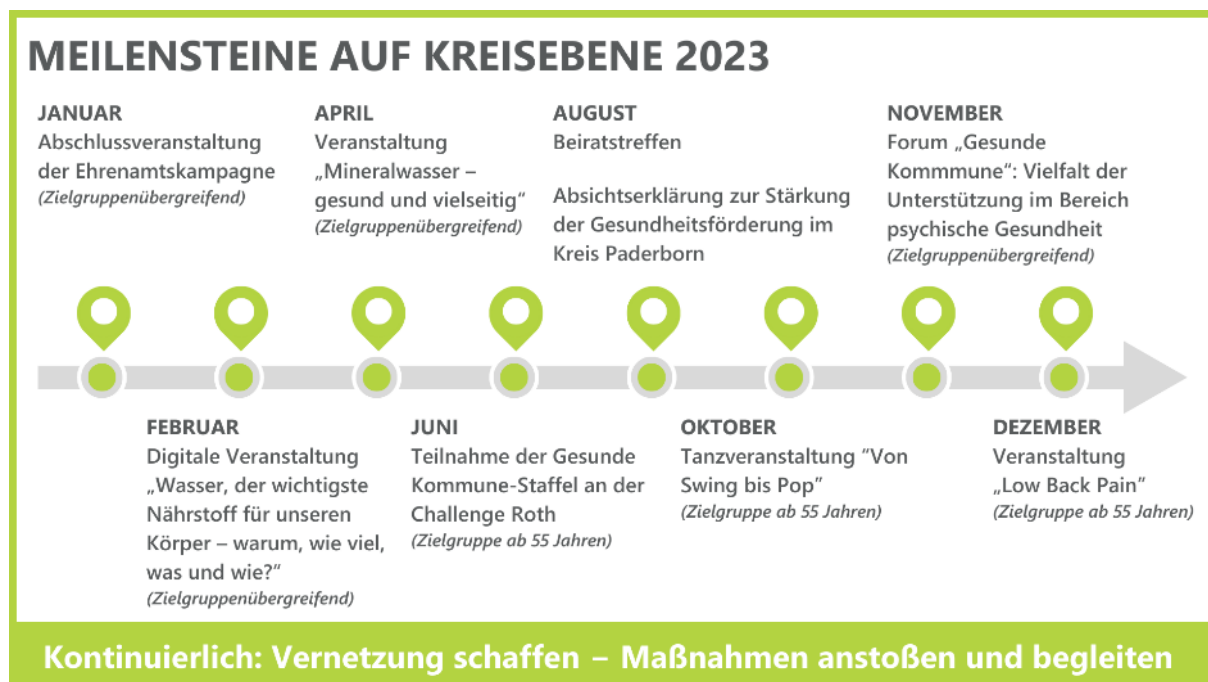 MEILENSTEINE AUF KREISEBENE 2023
JANUAR
Abschlussveranstaltung
der Ehrenamtskampagne
(Zielgruppenübergreifend)
FEBRUAR
Digitale Veranstaltung
„Wasser, der wichtigste
Nährstoff für unseren
Körper – warum, wie viel,
was und wie?“
(Zielgruppenübergreifend)
APRIL
Veranstaltung
„Mineralwasser –
gesund und vielseitig“
(Zielgruppenübergreifend)
JUNI
Teilnahme der Gesunde
Kommune-Staffel an der
Challenge Roth
(Zielgruppe ab 55 Jahren)
AUGUST
Beiratstreffen
Absichtserklärung zur Stärkung
der Gesundheitsförderung im
Kreis Paderborn
OKTOBER
Tanzveranstaltung “Von
Swing bis Pop”
(Zielgruppe ab 55 Jahren)
NOVEMBER
Forum „Gesunde
Kommmune“: Vielfalt der
Unterstützung im Bereich
psychische Gesundheit
(Zielgruppenübergreifend)
DEZEMBER
Veranstaltung
„Low Back Pain”
(Zielgruppe ab 55 Jahren)
Kontinuierlich: Vernetzung schaffen – Maßnahmen anstoßen und begleiten